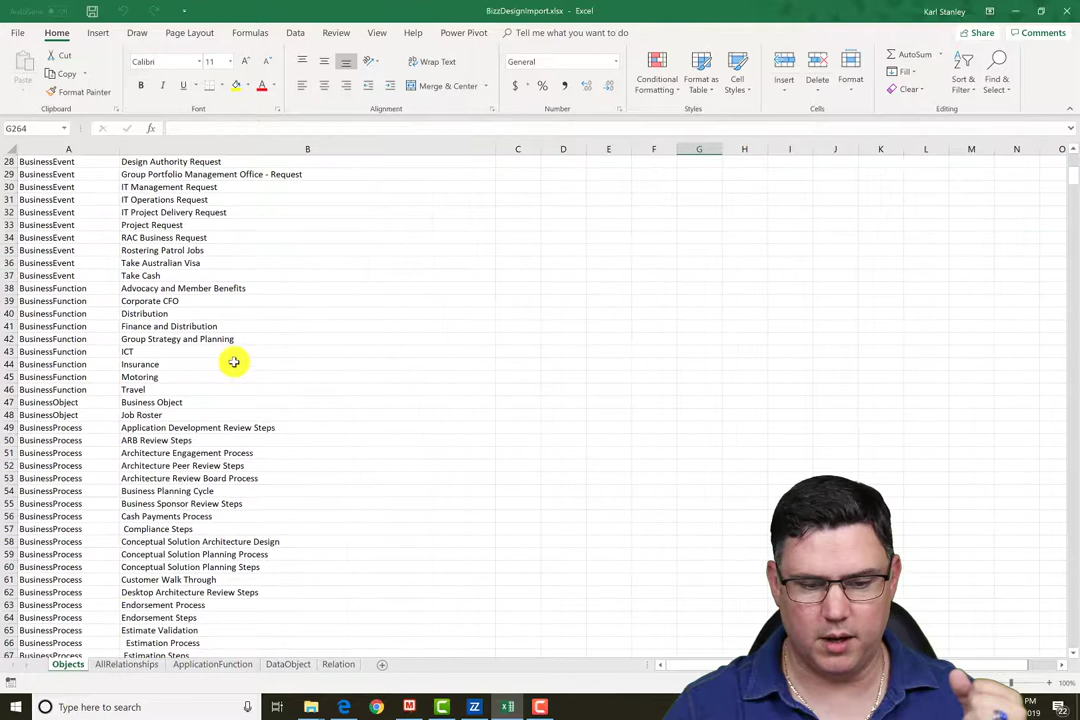 AutoSave
BizzDesignImport.xlsx - Excel
Karl Stanley
File Home Insert Draw Page Layout Formulas Data Review View Help Power Pivot Tell me what you want to do Share Comments
Paste Cut Copy Format Painter
Calibri 11 A A B I U A
Wrap Text Merge & Center
General $ % ,
Conditional Formatting Format as Table Cell Styles
Insert Delete Format
AutoSum Fill Clear
Sort & Filter Find & Select
Clipboard Font Alignment Number Styles Cells Editing
G264 fx
A B C D E F G H I J K L M N O
28 BusinessEvent Design Authority Request
29 BusinessEvent Group Portfolio Management Office - Request
30 BusinessEvent IT Management Request
31 BusinessEvent IT Operations Request
32 BusinessEvent IT Project Delivery Request
33 BusinessEvent Project Request
34 BusinessEvent RAC Business Request
35 BusinessEvent Rostering Patrol Jobs
36 BusinessEvent Take Australian Visa
37 BusinessEvent Take Cash
38 BusinessFunction Advocacy and Member Benefits
39 BusinessFunction Corporate CFO
40 BusinessFunction Distribution
41 BusinessFunction Finance and Distribution
42 BusinessFunction Group Strategy and Planning
43 BusinessFunction ICT
44 BusinessFunction Insurance
45 BusinessFunction Motoring
46 BusinessFunction Travel
47 BusinessObject Business Object
48 BusinessObject Job Roster
49 BusinessProcess Application Development Review Steps
50 BusinessProcess ARB Review Steps
51 BusinessProcess Architecture Engagement Process
52 BusinessProcess Architecture Peer Review Steps
53 BusinessProcess Architecture Review Board Process
54 BusinessProcess Business Planning Cycle
55 BusinessProcess Business Sponsor Review Steps
56 BusinessProcess Cash Payments Process
57 BusinessProcess Compliance Steps
58 BusinessProcess Conceptual Solution Architecture Design
59 BusinessProcess Conceptual Solution Planning Process
60 BusinessProcess Conceptual Solution Planning Steps
61 BusinessProcess Customer Walk Through
62 BusinessProcess Desktop Architecture Review Steps
63 BusinessProcess Endorsement Process
64 BusinessProcess Endorsement Steps
65 BusinessProcess Estimate Validation
66 BusinessProcess Estimation Process
67 BusinessProcess Estimation Steps
Objects AllRelationships ApplicationFunction DataObject Relation
100%
Type here to search
PM
2019
22